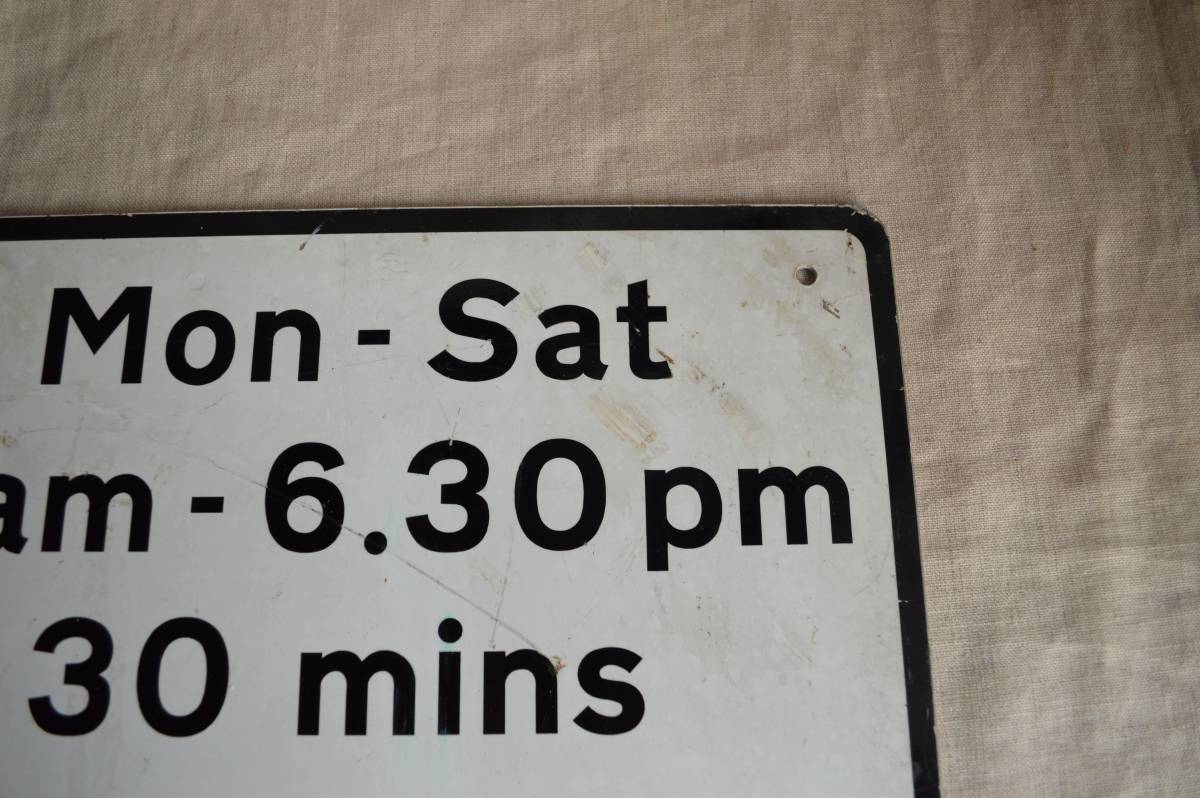 Mon - Sat
am - 6.30 pm
30 mins